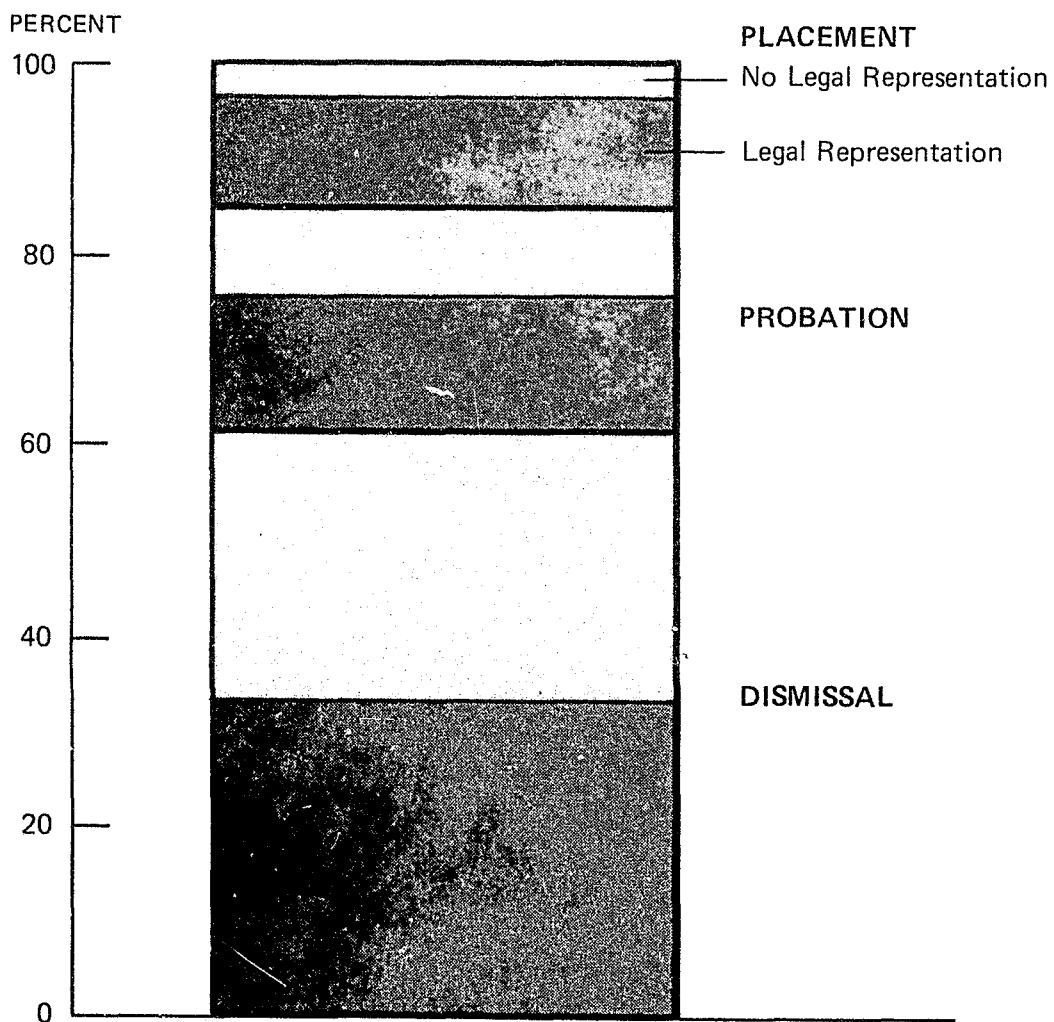 PERCENT
100
80
60
40
20
0
PLACEMENT
No Legal Representation
Legal Representation
PROBATION
DISMISSAL